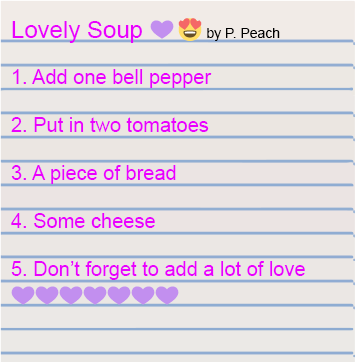 Lovely Soup 💜 😍 by P. Peach
1. Add one bell pepper
2. Put in two tomatoes
3. A piece of bread
4. Some cheese
5. Don’t forget to add a lot of love
💜💜💜💜💜💜💜